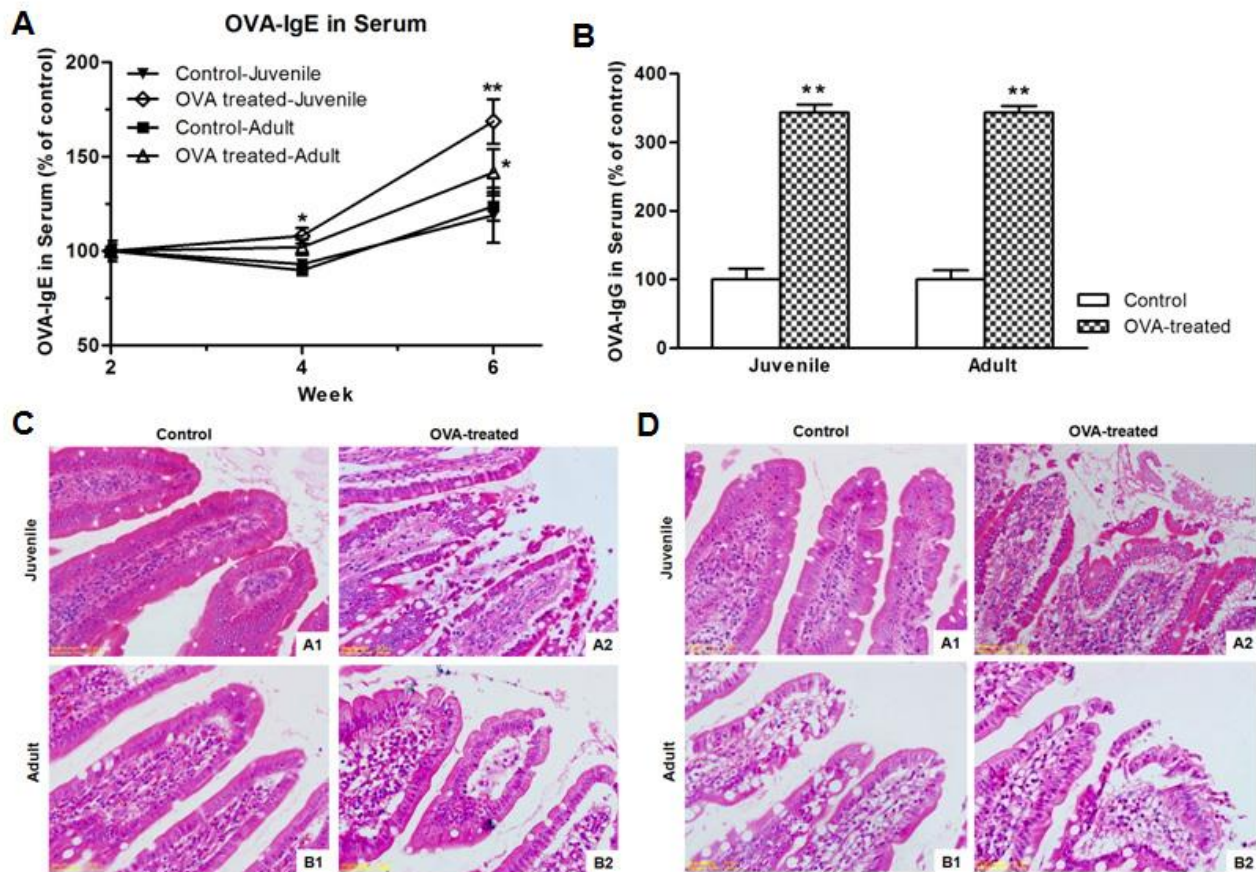 A
OVA-IgE in Serum
OVA-IgE in Serum (% of control)
200
150
100
50
Control-Juvenile
OVA treated-Juvenile
Control-Adult
OVA treated-Adult
*
**
*
2
4
6
Week
B
OVA-IgG in Serum (% of control)
400
300
200
100
0
**
**
Juvenile
Adult
Control
OVA-treated
C
Control
OVA-treated
Juvenile
A1
A2
Adult
B1
B2
D
Control
OVA-treated
Juvenile
A1
A2
Adult
B1
B2